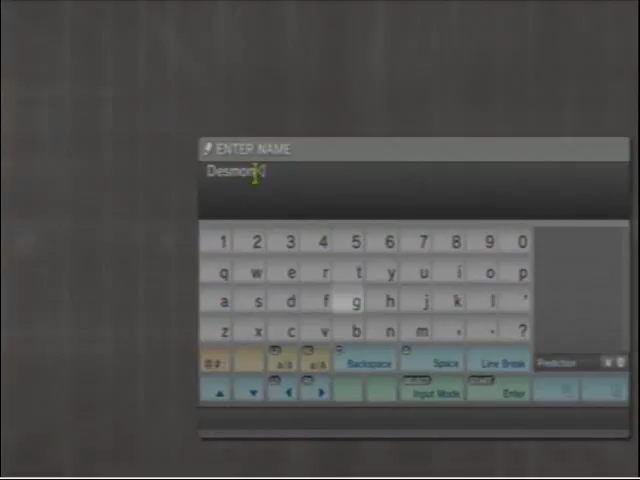 ENTER NAME
Desmon
1 2 3 4 5 6 7 8 9 0
q w e r t y u i o p
a s d f g h j k l '
z x c v b n m , . ?
@#: a/á a/A Backspace Space Line Break Prediction
Input Mode Enter